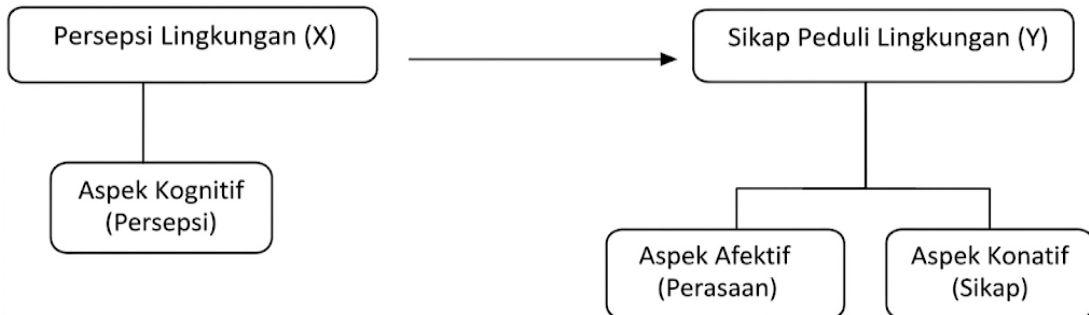 Persepsi Lingkungan (X)
Sikap Peduli Lingkungan (Y)
Aspek Kognitif
(Persepsi)
Aspek Afektif
(Perasaan)
Aspek Konatif
(Sikap)